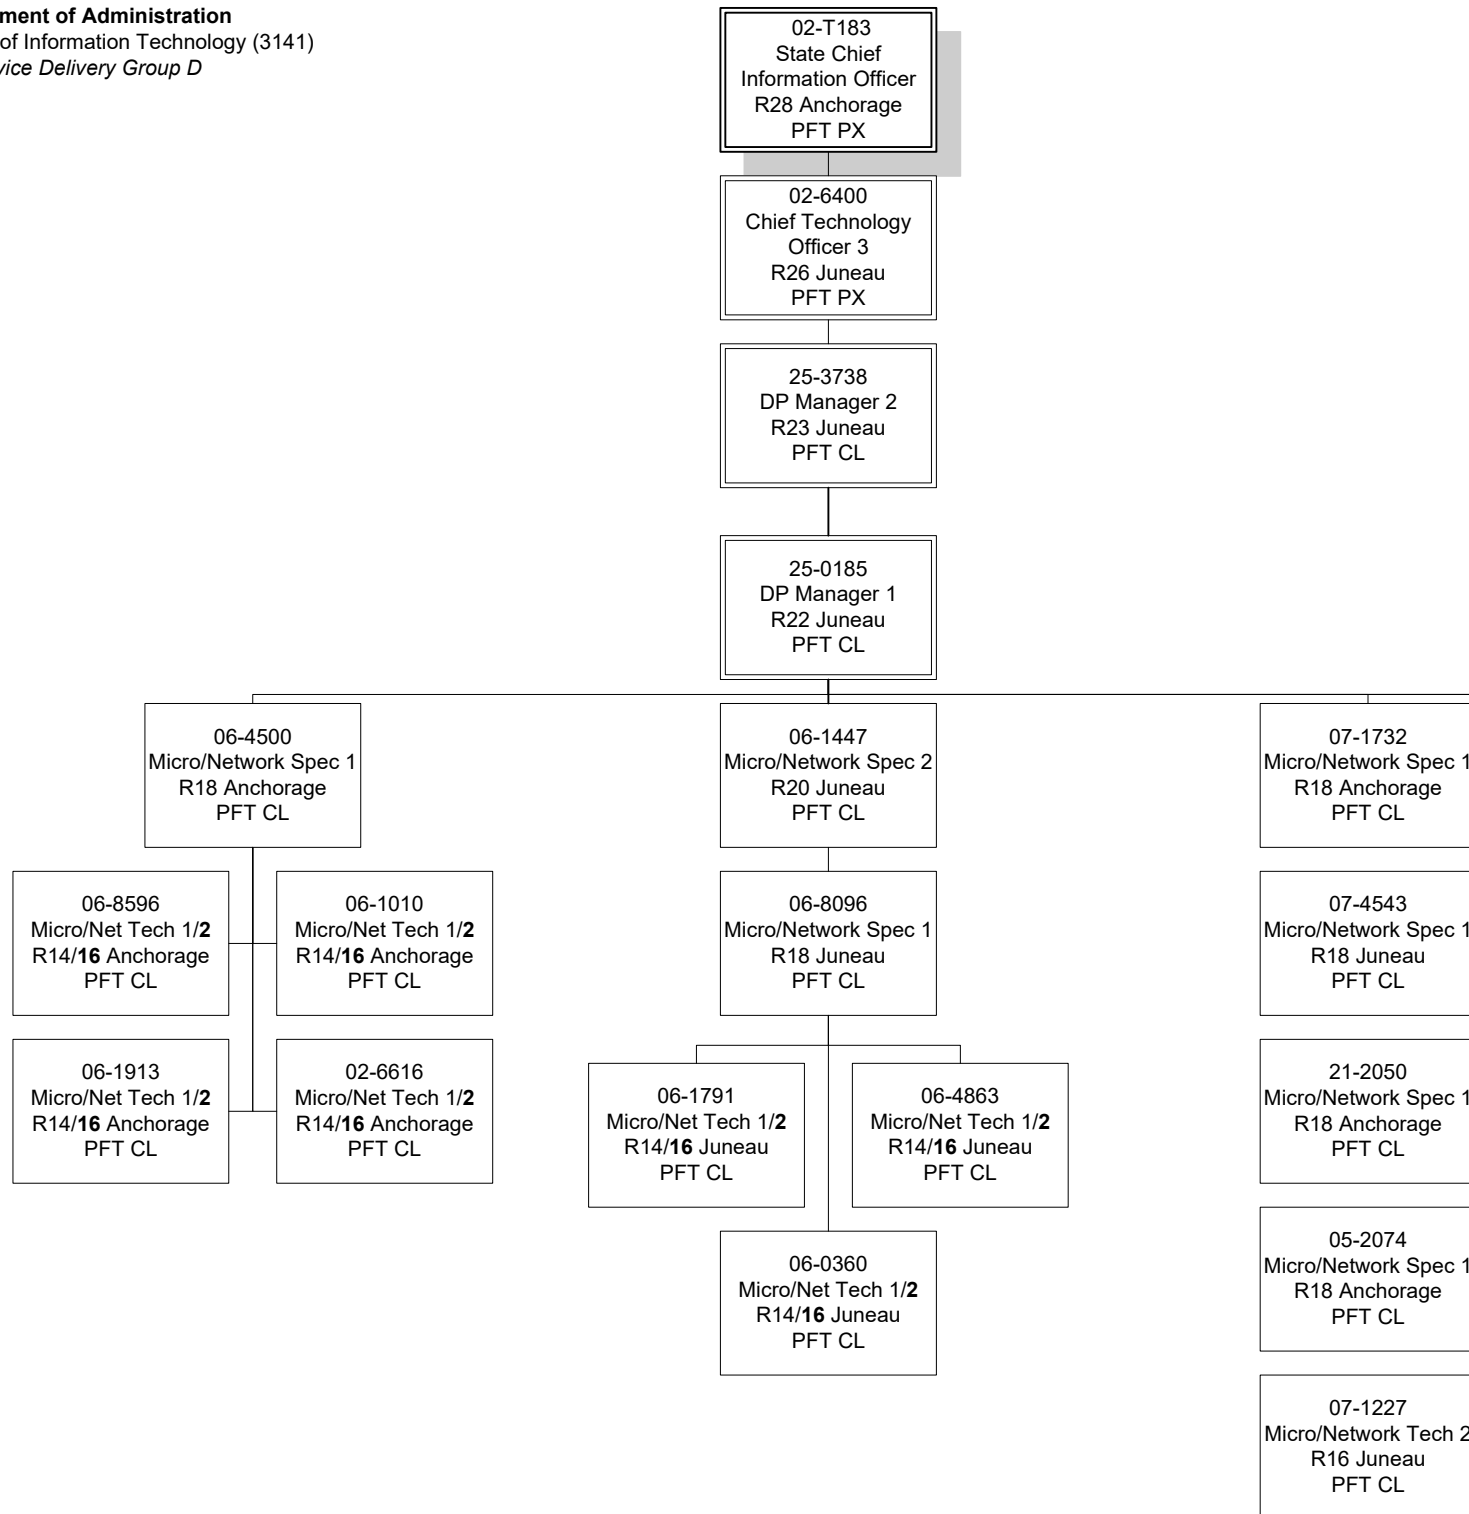 ment of Administration
of Information Technology (3141)
vice Delivery Group D
02-T183
State Chief
Information Officer
R28 Anchorage
PFT PX
02-6400
Chief Technology
Officer 3
R26 Juneau
PFT PX
25-3738
DP Manager 2
R23 Juneau
PFT CL
25-0185
DP Manager 1
R22 Juneau
PFT CL
06-4500
Micro/Network Spec 1
R18 Anchorage
PFT CL
06-1447
Micro/Network Spec 2
R20 Juneau
PFT CL
07-1732
Micro/Network Spec 1
R18 Anchorage
PFT CL
06-8596
Micro/Net Tech 1/2
R14/16 Anchorage
PFT CL
06-1010
Micro/Net Tech 1/2
R14/16 Anchorage
PFT CL
06-8096
Micro/Network Spec 1
R18 Juneau
PFT CL
07-4543
Micro/Network Spec 1
R18 Juneau
PFT CL
06-1913
Micro/Net Tech 1/2
R14/16 Anchorage
PFT CL
02-6616
Micro/Net Tech 1/2
R14/16 Anchorage
PFT CL
06-1791
Micro/Net Tech 1/2
R14/16 Juneau
PFT CL
06-4863
Micro/Net Tech 1/2
R14/16 Juneau
PFT CL
21-2050
Micro/Network Spec 1
R18 Anchorage
PFT CL
06-0360
Micro/Net Tech 1/2
R14/16 Juneau
PFT CL
05-2074
Micro/Network Spec 1
R18 Anchorage
PFT CL
07-1227
Micro/Network Tech 2
R16 Juneau
PFT CL